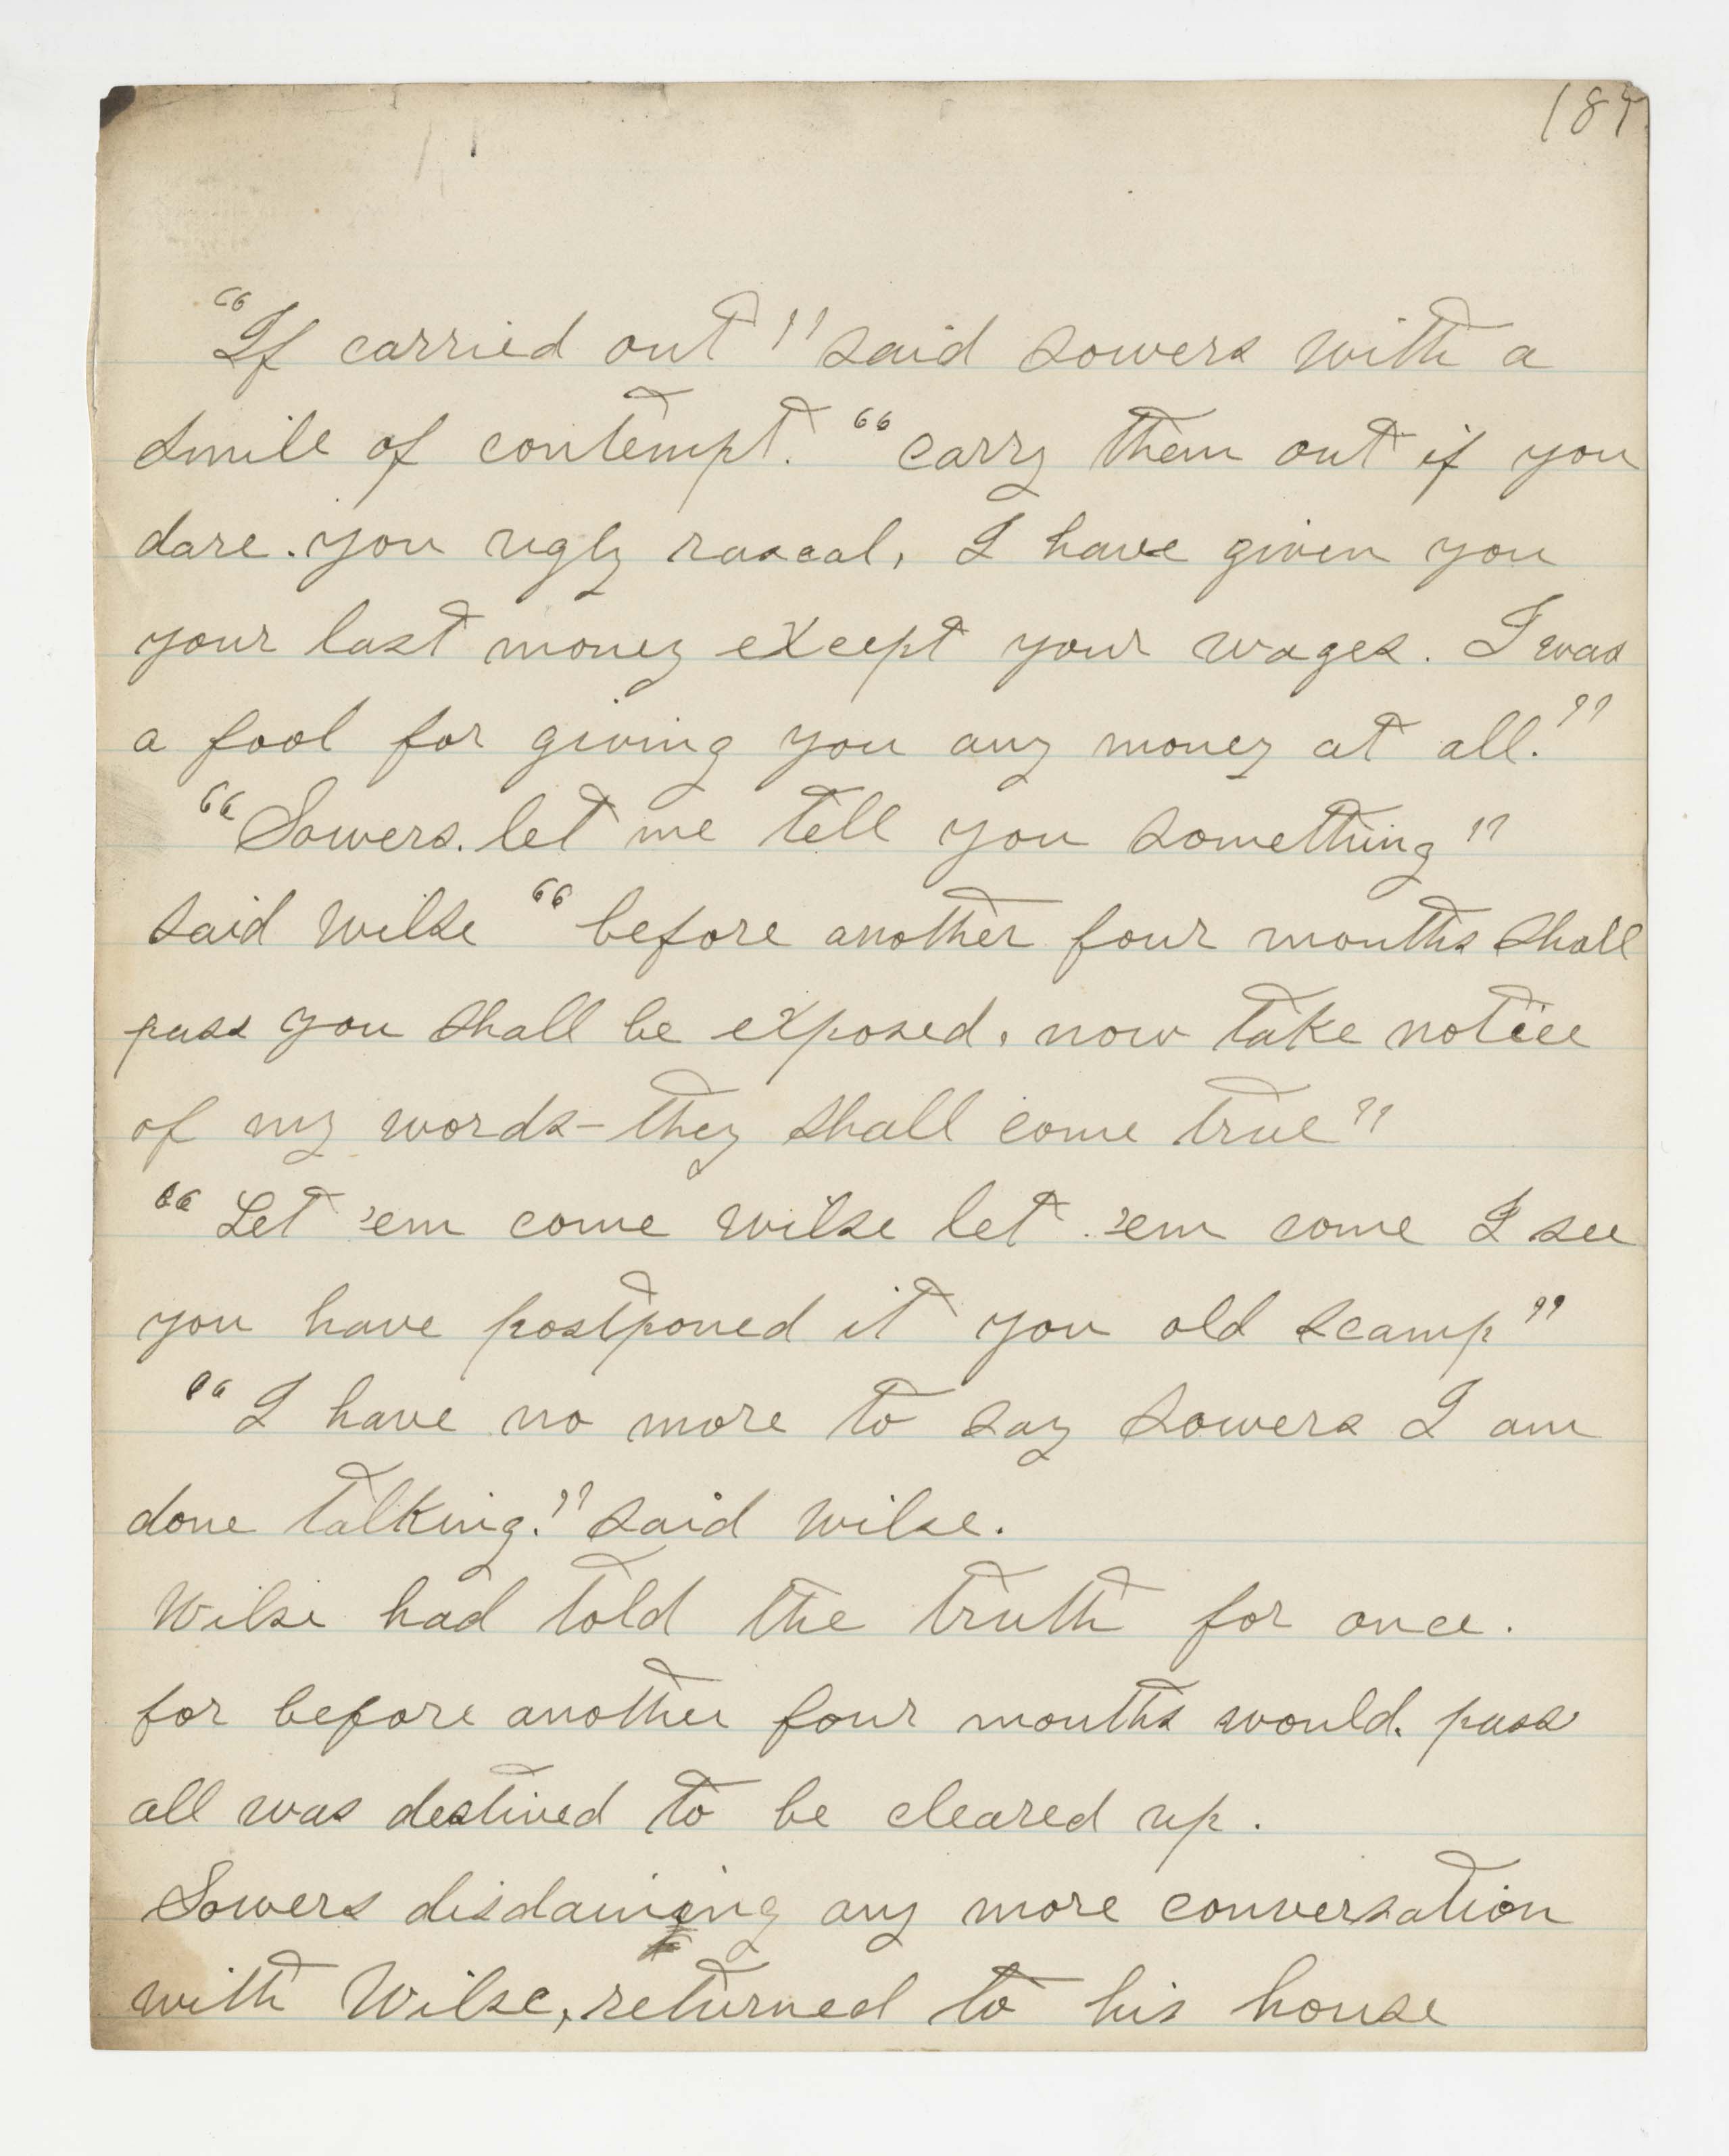 "If carried out" said Sowers with a
smile of contempt. "carry them out if you
dare. you ugly rascal, I have given you
your last money except your wages. I was
a fool for giving you any money at all."
"Sowers. let me tell you something"
said Wilse "before another four months shall
pass you shall be exposed, now take notice
of my words - they shall come true"
"Let 'em come Wilse let 'em come I see
you have postponed it you old scamp"
"I have no more to say Sowers I am
done talking." said Wilse.
Wilse had told the truth for once.
for before another four months would. pass
all was destined to be cleared up.
Sowers disdaining any more conversation
with Wilse, returned to his house